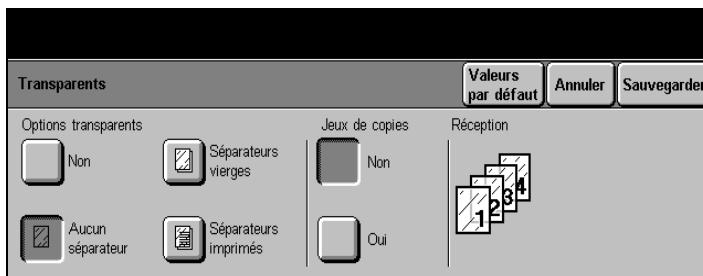 Transparents
Valeurs
par défaut
Annuler
Sauvegarder
Options transparents
Non
Séparateurs
vierges
Aucun
séparateur
Séparateurs
imprimés
Jeux de copies
Non
Oui
Réception
1
2
3
4